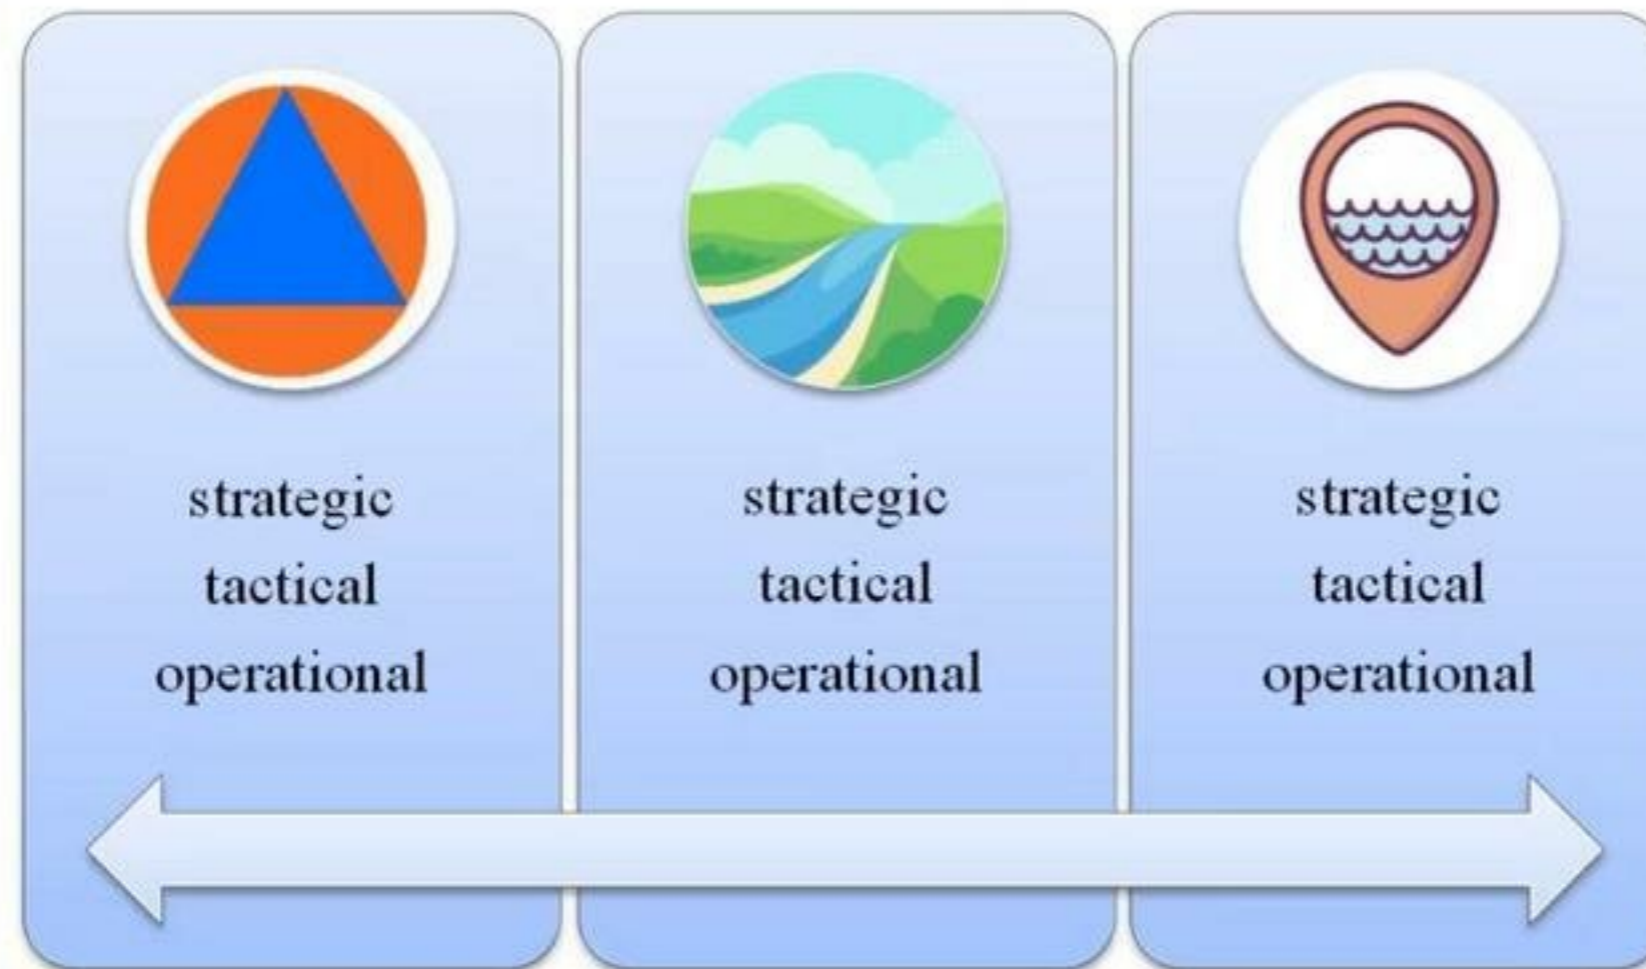 strategic
tactical
operational
strategic
tactical
operational
strategic
tactical
operational